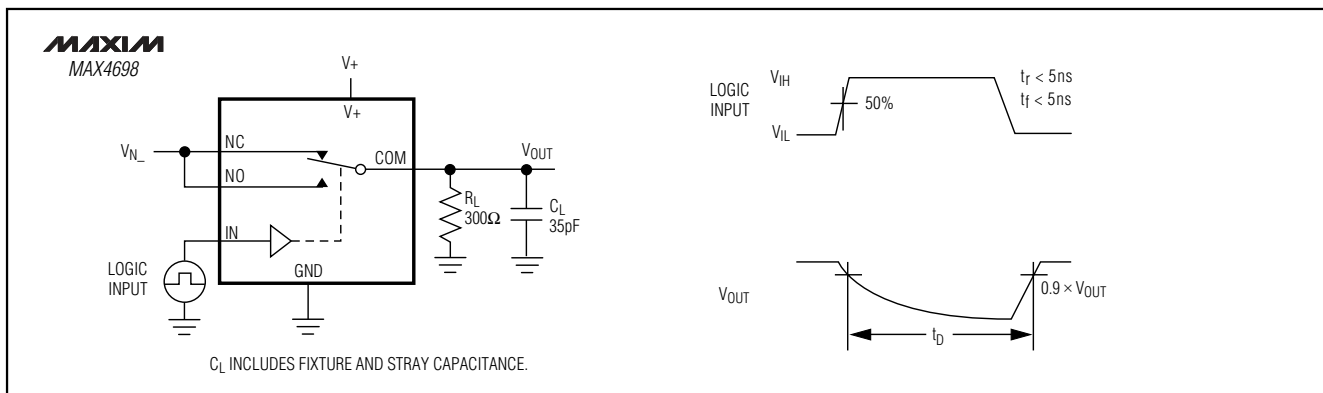 MAXIM
MAX4698
V+
V+
V_N_
NC
NO
COM
V_OUT
R_L
300Ω
C_L
35pF
IN
LOGIC
INPUT
GND
C_L INCLUDES FIXTURE AND STRAY CAPACITANCE.
LOGIC
INPUT
V_IH
50%
V_IL
t_r < 5ns
t_f < 5ns
V_OUT
0.9 × V_OUT
t_D